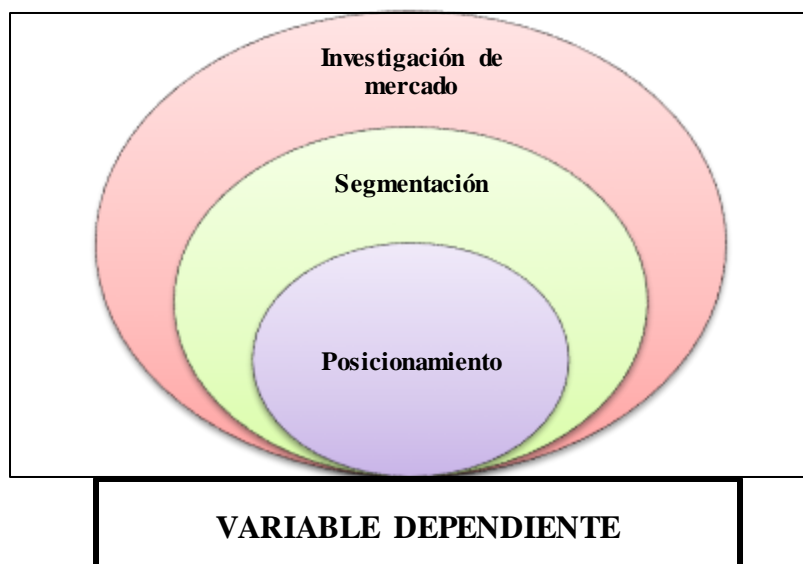 Investigación de
mercado
Segmentación
Posicionamiento
VARIABLE DEPENDIENTE